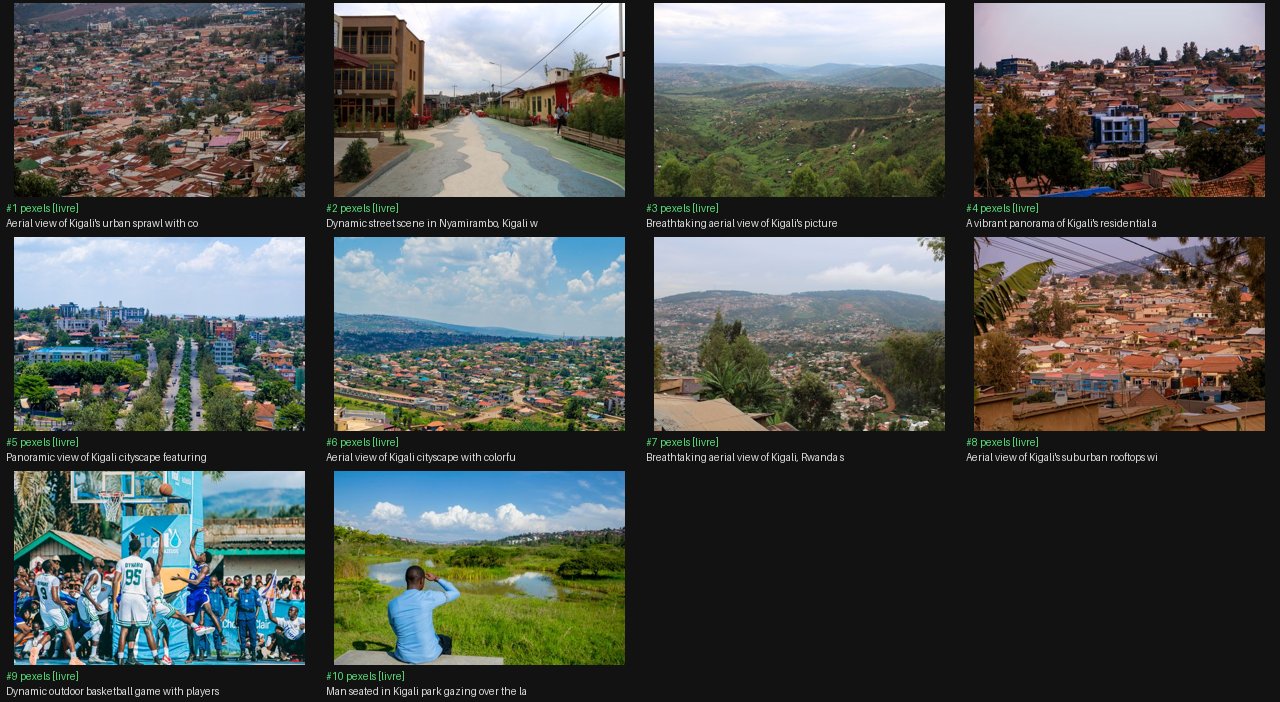 #1 pexels [livre]
Aerial view of Kigali's urban sprawl with co
#2 pexels [livre]
Dynamic street scene in Nyamirambo, Kigali w
#3 pexels [livre]
Breathtaking aerial view of Kigali's picture
#4 pexels [livre]
A vibrant panorama of Kigali's residential a
#5 pexels [livre]
Panoramic view of Kigali cityscape featuring
#6 pexels [livre]
Aerial view of Kigali cityscape with colorfu
#7 pexels [livre]
Breathtaking aerial view of Kigali, Rwanda s
#8 pexels [livre]
Aerial view of Kigali's suburban rooftops wi
DYNAMO
95
#9 pexels [livre]
Dynamic outdoor basketball game with players
#10 pexels [livre]
Man seated in Kigali park gazing over the la